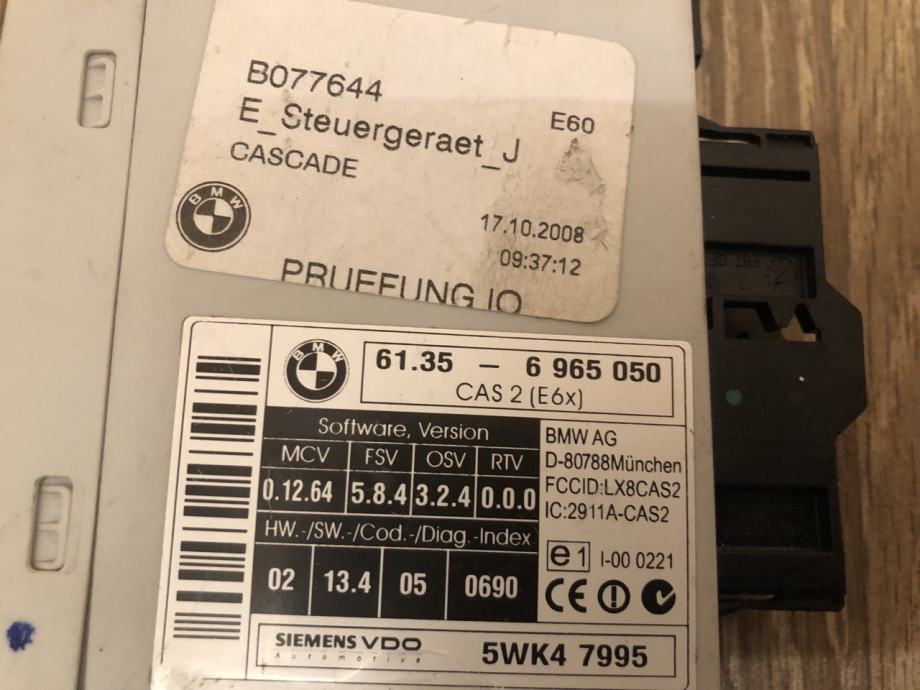 B077644
E_Steuergeraet_J E60
CASCADE
BMW
17.10.2008
09:37:12
PRUEFUNG IO
BMW
61.35 – 6 965 050
CAS 2 (E6x)
Software, Version
MCV FSV OSV RTV
0.12.64 5.8.4 3.2.4 0.0.0
HW.-/SW.-/Cod.-/Diag.-Index
02 13.4 05 0690
BMW AG
D-80788München
FCCID:LX8CAS2
IC:2911A-CAS2
e1 I-00 0221
CE
SIEMENS VDO
Automotive
5WK4 7995